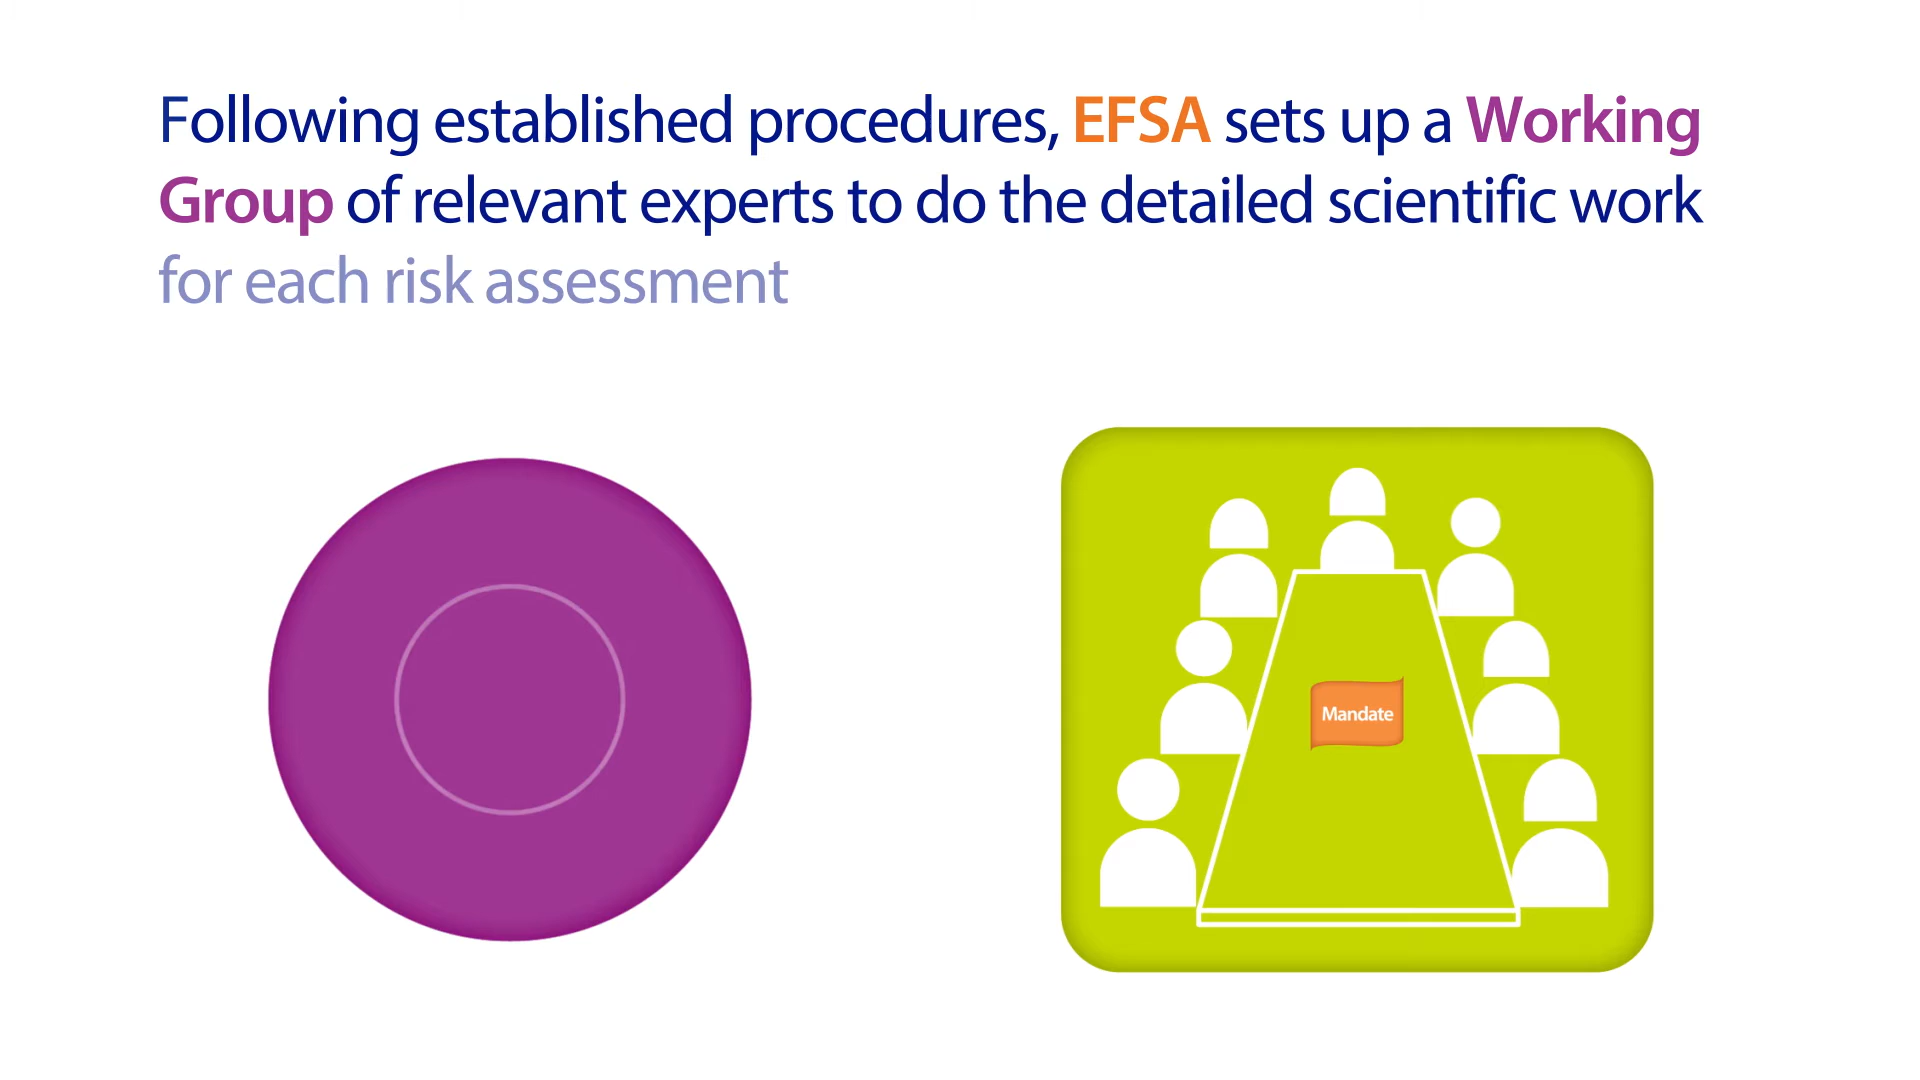 Following established procedures, EFSA sets up a Working
Group of relevant experts to do the detailed scientific work
for each risk assessment
Mandate